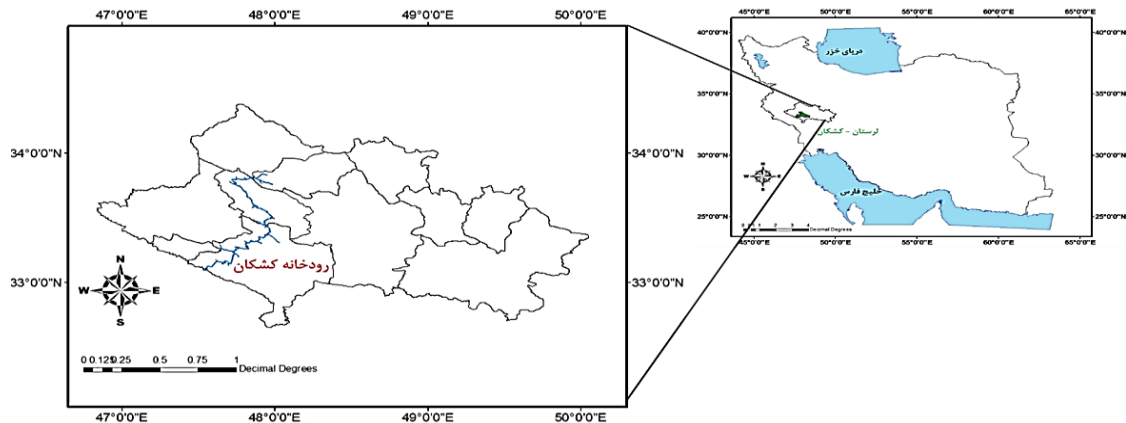 47°0'0"E 48°0'0"E 49°0'0"E 50°0'0"E
34°0'0"N 34°0'0"N
رودخانه کشکان
33°0'0"N 33°0'0"N
N
W E
S
0 0.1250.25 0.5 0.75 1
Decimal Degrees
47°0'0"E 48°0'0"E 49°0'0"E 50°0'0"E
45°0'0"E 50°0'0"E 55°0'0"E 60°0'0"E 65°0'0"E
40°0'0"N 40°0'0"N
دریای خزر
35°0'0"N 35°0'0"N
لرستان - کشکان
30°0'0"N 30°0'0"N
خلیج فارس
25°0'0"N 25°0'0"N
Decimal Degrees
45°0'0"E 50°0'0"E 55°0'0"E 60°0'0"E 65°0'0"E